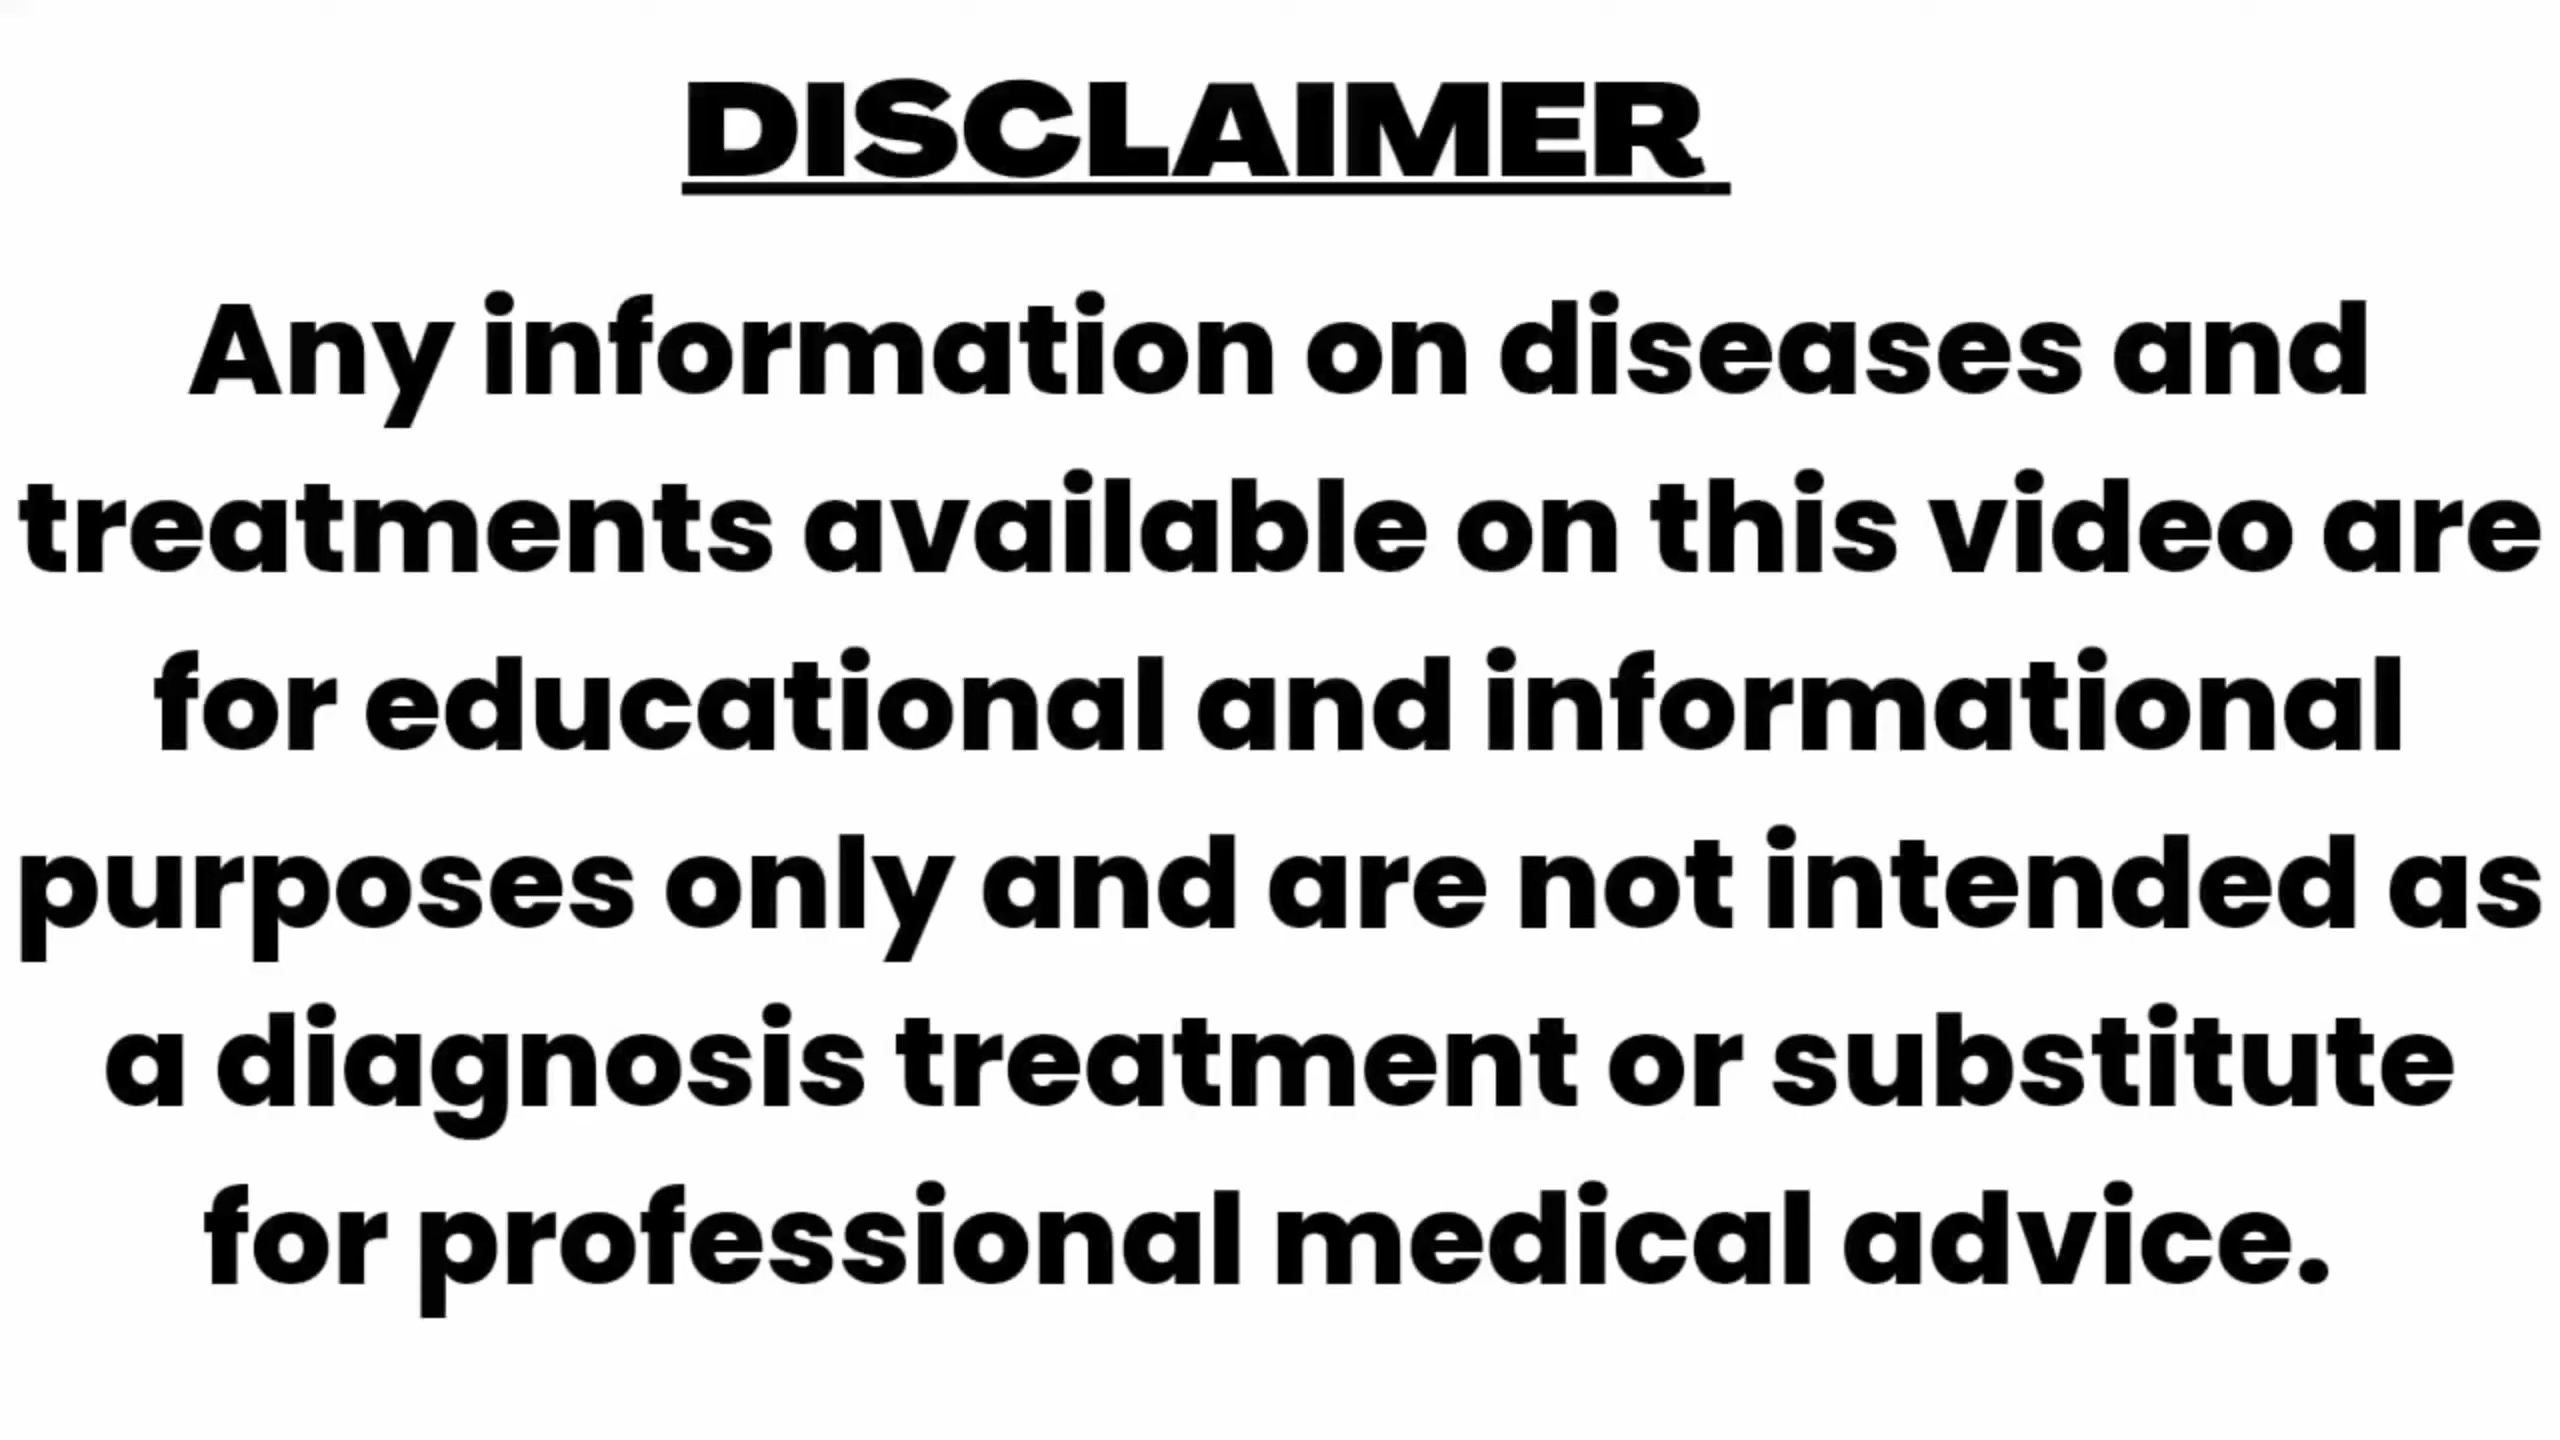 DISCLAIMER
Any information on diseases and
treatments available on this video are
for educational and informational
purposes only and are not intended as
a diagnosis treatment or substitute
for professional medical advice.